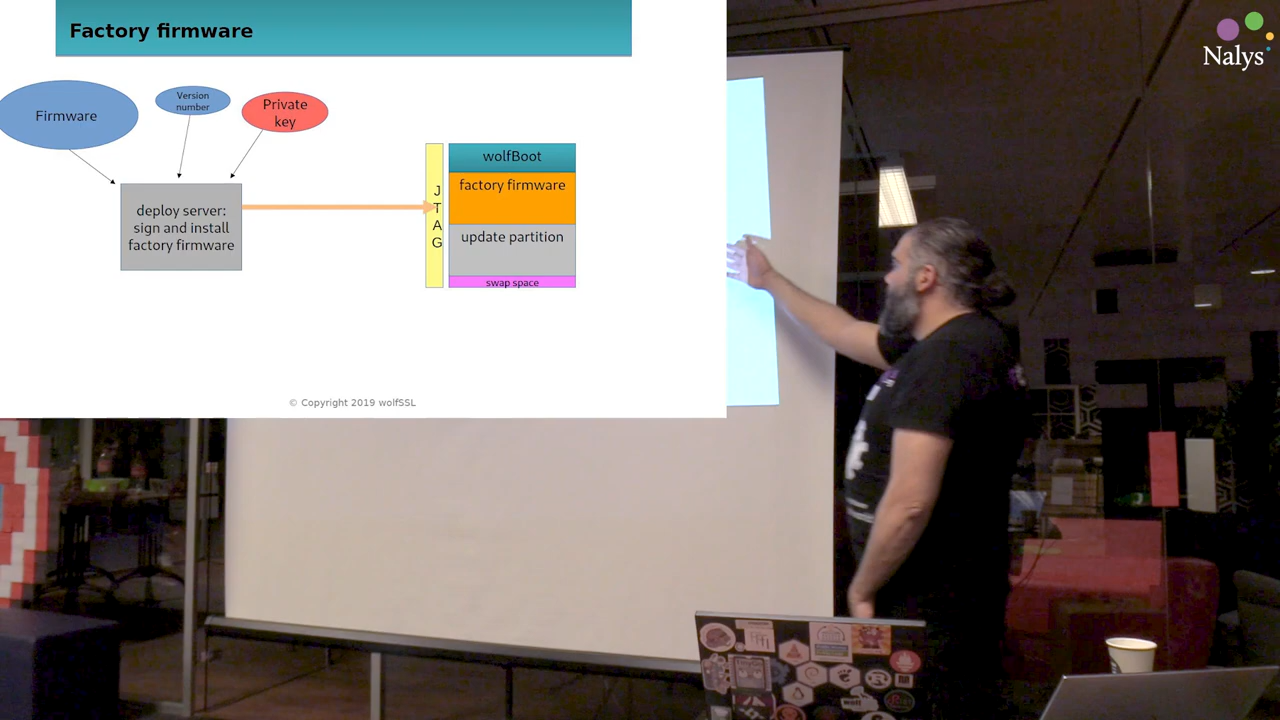 Factory firmware
Nalys
Firmware
Version
number
Private
key
deploy server:
sign and install
factory firmware
J
T
A
G
wolfBoot
factory firmware
update partition
swap space
© Copyright 2019 wolfSSL
wolf